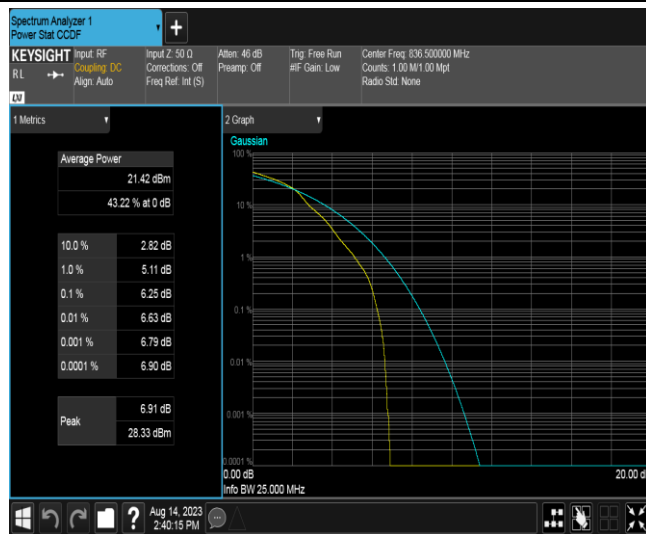 Spectrum Analyzer 1
Power Stat CCDF
+
KEYSIGHT
RL
LXI
Input: RF
Coupling: DC
Align: Auto
Input Z: 50 Ω
Corrections: Off
Freq Ref: Int (S)
Atten: 46 dB
Preamp: Off
Trig: Free Run
#IF Gain: Low
Center Freq: 836.500000 MHz
Counts: 1.00 M/1.00 Mpt
Radio Std: None
1 Metrics
Average Power
21.42 dBm
43.22 % at 0 dB
10.0 % 2.82 dB
1.0 % 5.11 dB
0.1 % 6.25 dB
0.01 % 6.63 dB
0.001 % 6.79 dB
0.0001 % 6.90 dB
Peak
6.91 dB
28.33 dBm
2 Graph
Gaussian
100 %
10 %
1 %
0.1 %
0.01 %
0.001 %
0.0001 %
0.00 dB
20.00 d
Info BW 25.000 MHz
?
Aug 14, 2023
2:40:15 PM